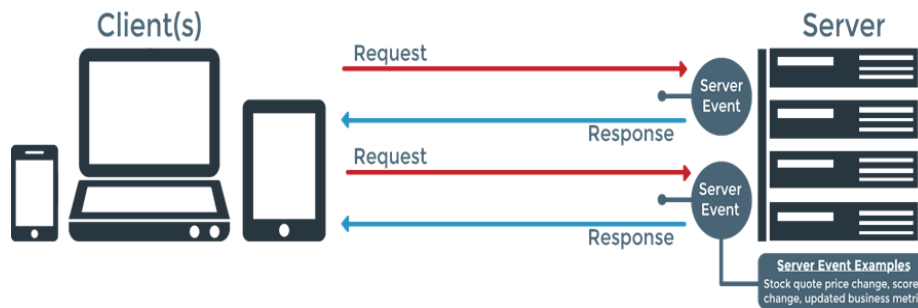 Client(s)
Server
Request
Server
Event
Response
Request
Server
Event
Response
Server Event Examples
Stock quote price change, score
change, updated business metr